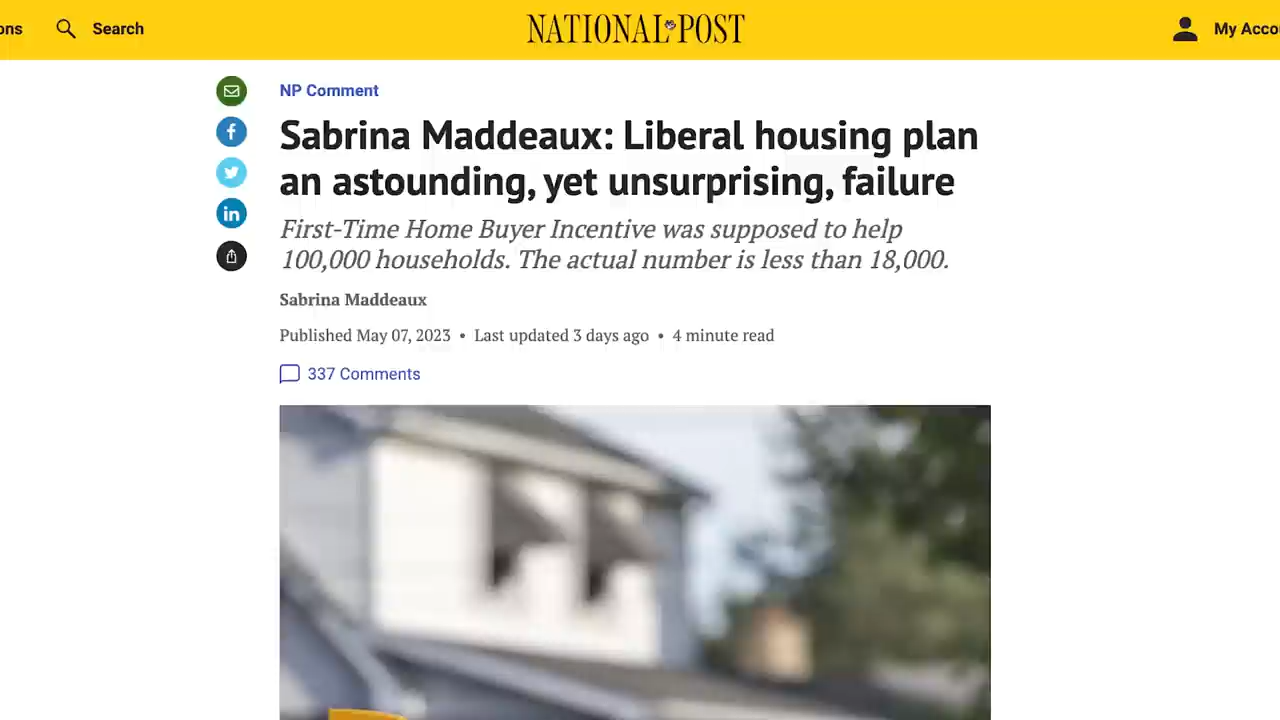 ons
Search
NATIONAL POST
My Acco
NP Comment
Sabrina Maddeaux: Liberal housing plan
an astounding, yet unsurprising, failure
First-Time Home Buyer Incentive was supposed to help
100,000 households. The actual number is less than 18,000.
Sabrina Maddeaux
Published May 07, 2023 • Last updated 3 days ago • 4 minute read
337 Comments